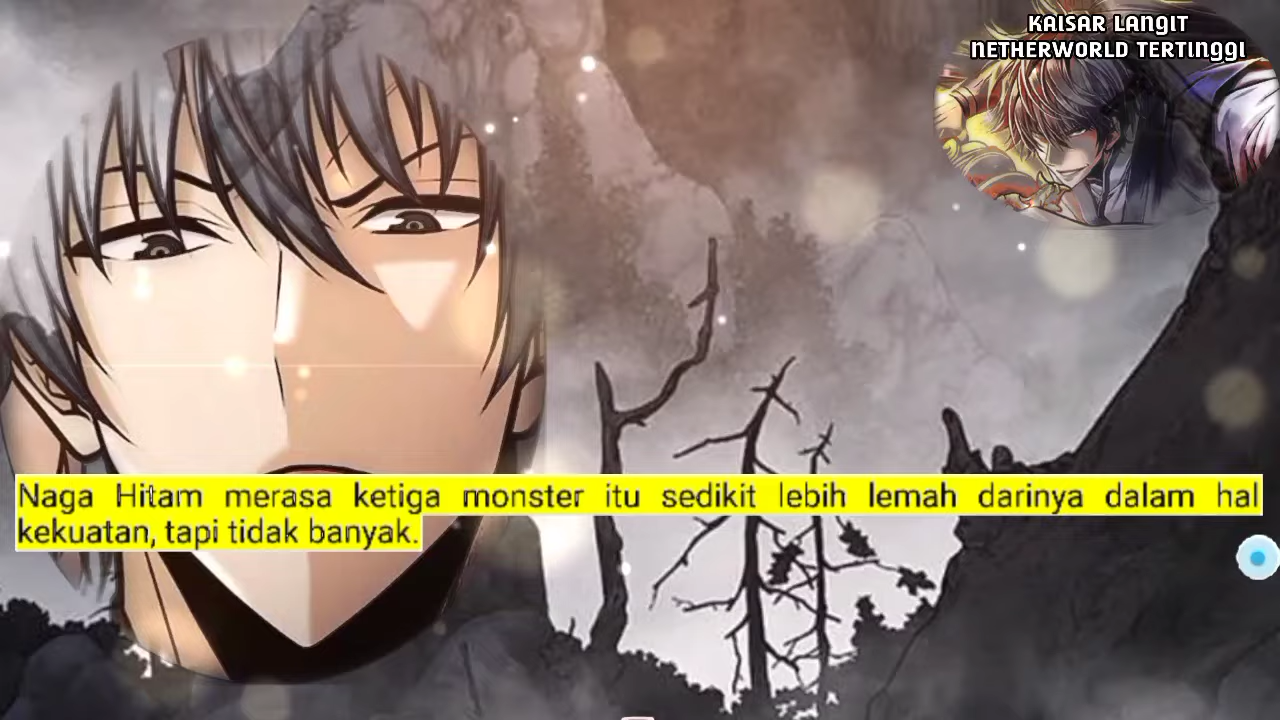 KAISAR LANGIT
NETHERWORLD TERTINGGI
Naga Hitam merasa ketiga monster itu sedikit lebih lemah darinya dalam hal
kekuatan, tapi tidak banyak.